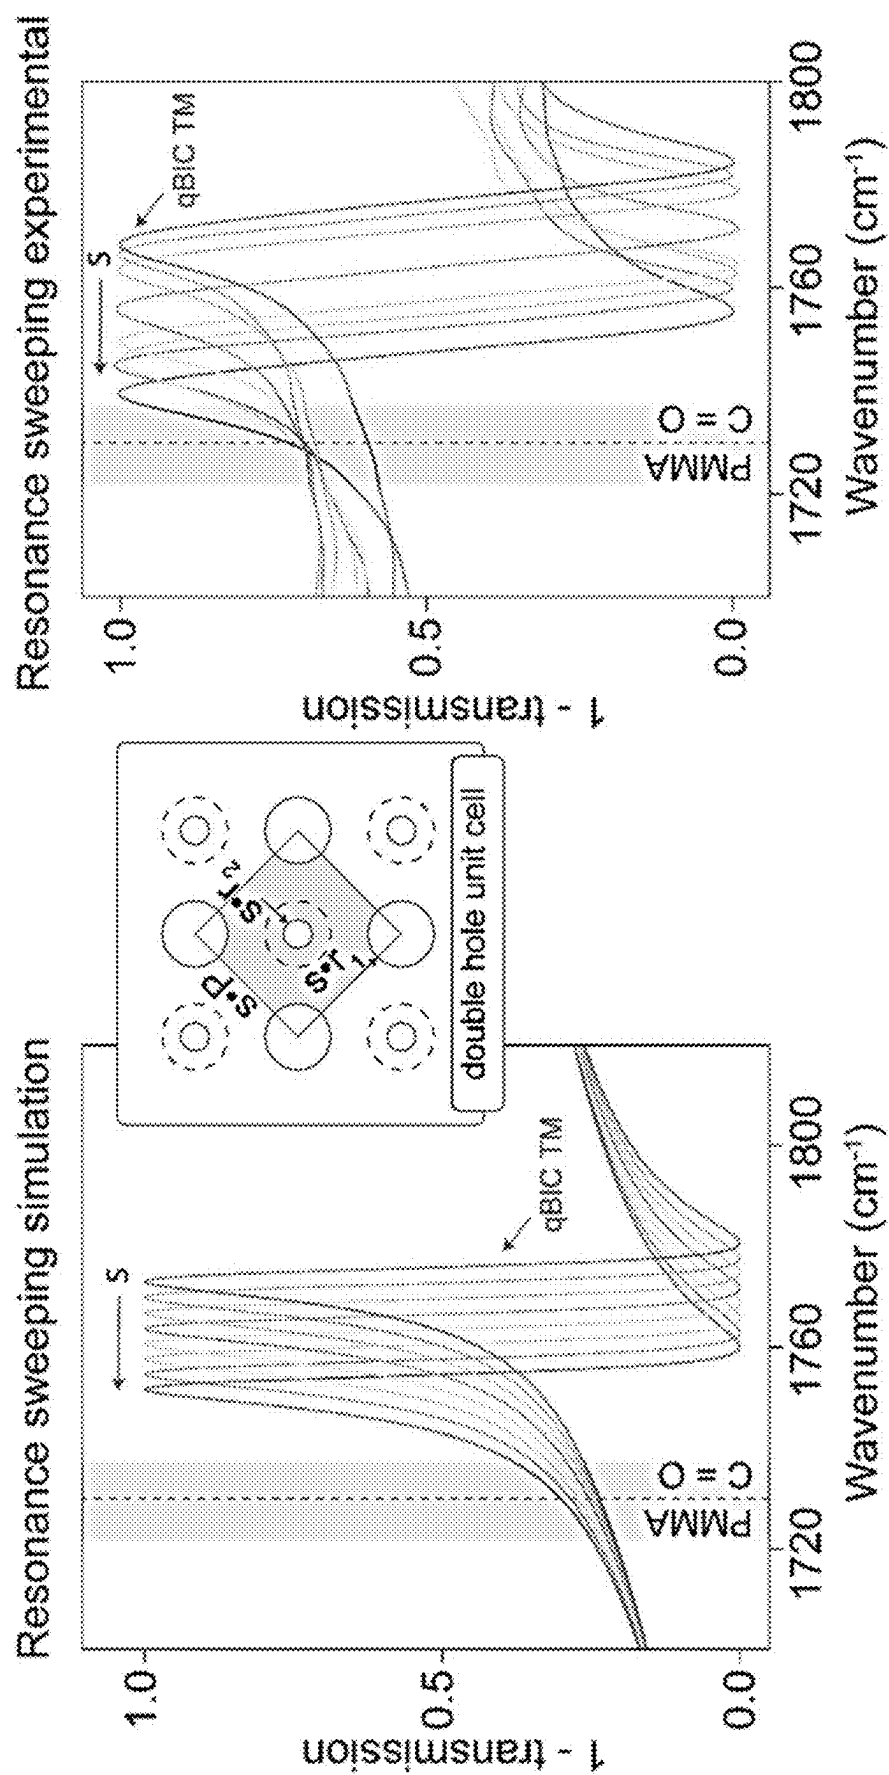 Resonance sweeping simulation
1 - transmission
1.0
0.5
0.0
S
qBIC TM
PMMA
C = O
1720
1760
1800
Wavenumber (cm⁻¹)
s•p
s•r₂
s•r₁
double hole unit cell
Resonance sweeping experimental
1 - transmission
1.0
0.5
0.0
S
qBIC TM
PMMA
C = O
1720
1760
1800
Wavenumber (cm⁻¹)